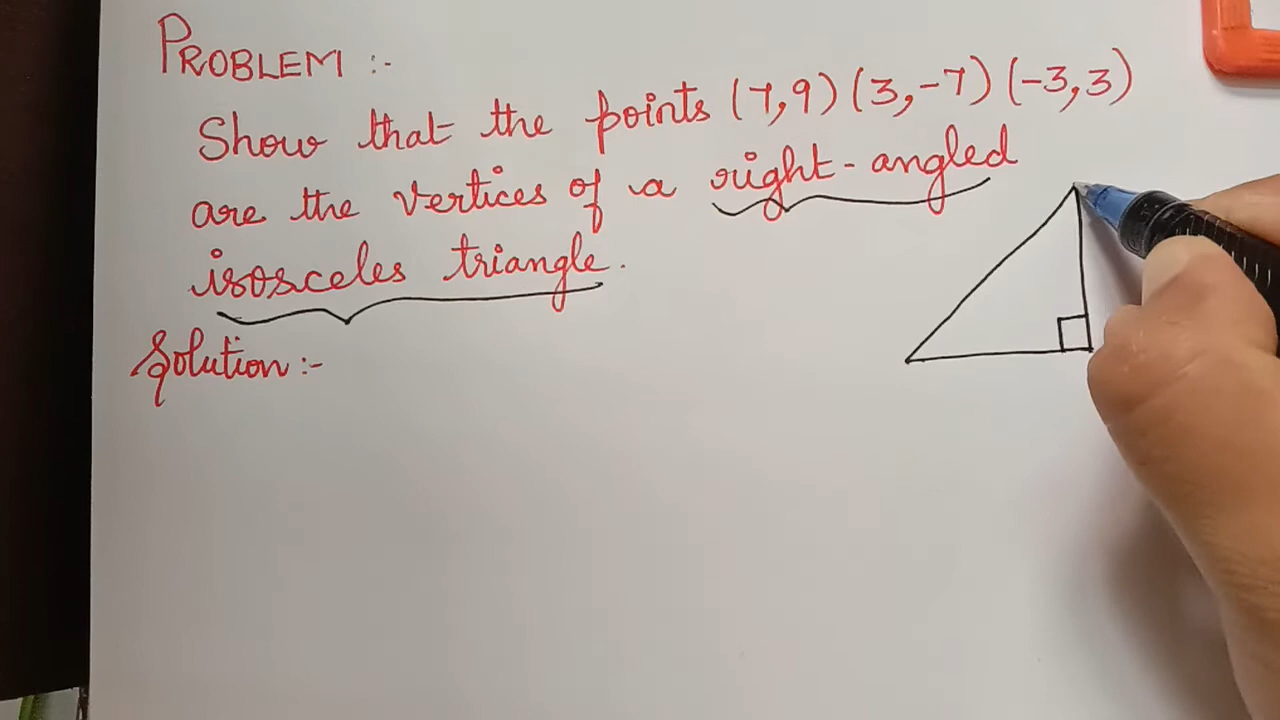 PROBLEM :-
Show that the points (7,9) (3,-7) (-3,3)
are the vertices of a right-angled
isosceles triangle.
Solution :-